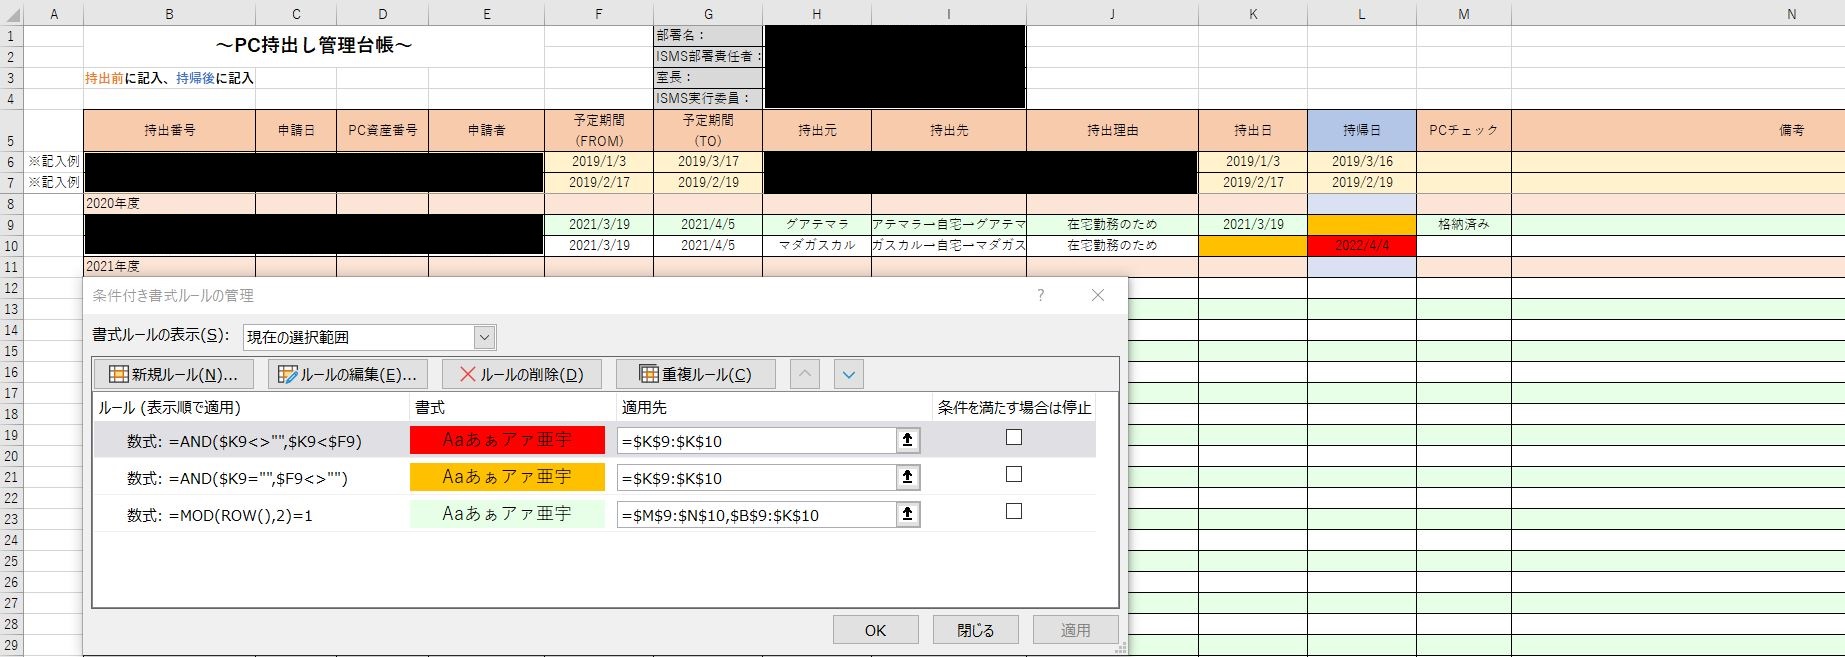 A B C D E F G H I J K L M N
1 部署名：
～PC持出し管理台帳～
2 ISMS部署責任者：
3 持出前に記入、持帰後に記入 室長：
4 ISMS実行委員：
5 持出番号 申請日 PC資産番号 申請者 予定期間 (FROM) 予定期間 (TO) 持出元 持出先 持出理由 持出日 持帰日 PCチェック 備考
6 ※記入例 2019/1/3 2019/3/17 2019/1/3 2019/3/16
7 ※記入例 2019/2/17 2019/2/19 2019/2/17 2019/2/19
8 2020年度
9 2021/3/19 2021/4/5 グアテマラ アテマラ→自宅→グアテマ 在宅勤務のため 2021/3/19 格納済み
10 2021/3/19 2021/4/5 マダガスカル ガスカル→自宅→マダガス 在宅勤務のため 2022/4/4
11 2021年度
12
条件付き書式ルールの管理 ?
13
14
書式ルールの表示(S): 現在の選択範囲
15
16
新規ルール(N)... ルールの編集(E)... ルールの削除(D) 重複ルール(C)
17
18
ルール (表示順で適用) 書式 適用先 条件を満たす場合は停止
19
数式: =AND($K9<>"",$K9<$F9) Aaあぁアァ亜宇 =$K$9:$K$10
20
21
数式: =AND($K9="",$F9<>"") Aaあぁアァ亜宇 =$K$9:$K$10
22
23
数式: =MOD(ROW(),2)=1 Aaあぁアァ亜宇 =$M$9:$N$10,$B$9:$K$10
24
25
26
27
28
OK 閉じる 適用
29